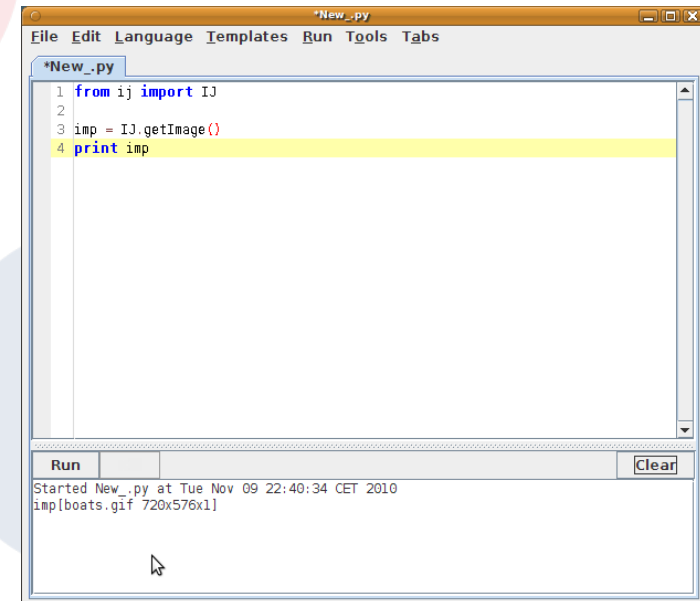 *New_.py
File Edit Language Templates Run Tools Tabs
*New_.py
1 from ij import IJ
2
3 imp = IJ.getImage()
4 print imp
Run Clear
Started New_.py at Tue Nov 09 22:40:34 CET 2010
imp[boats.gif 720x576x1]